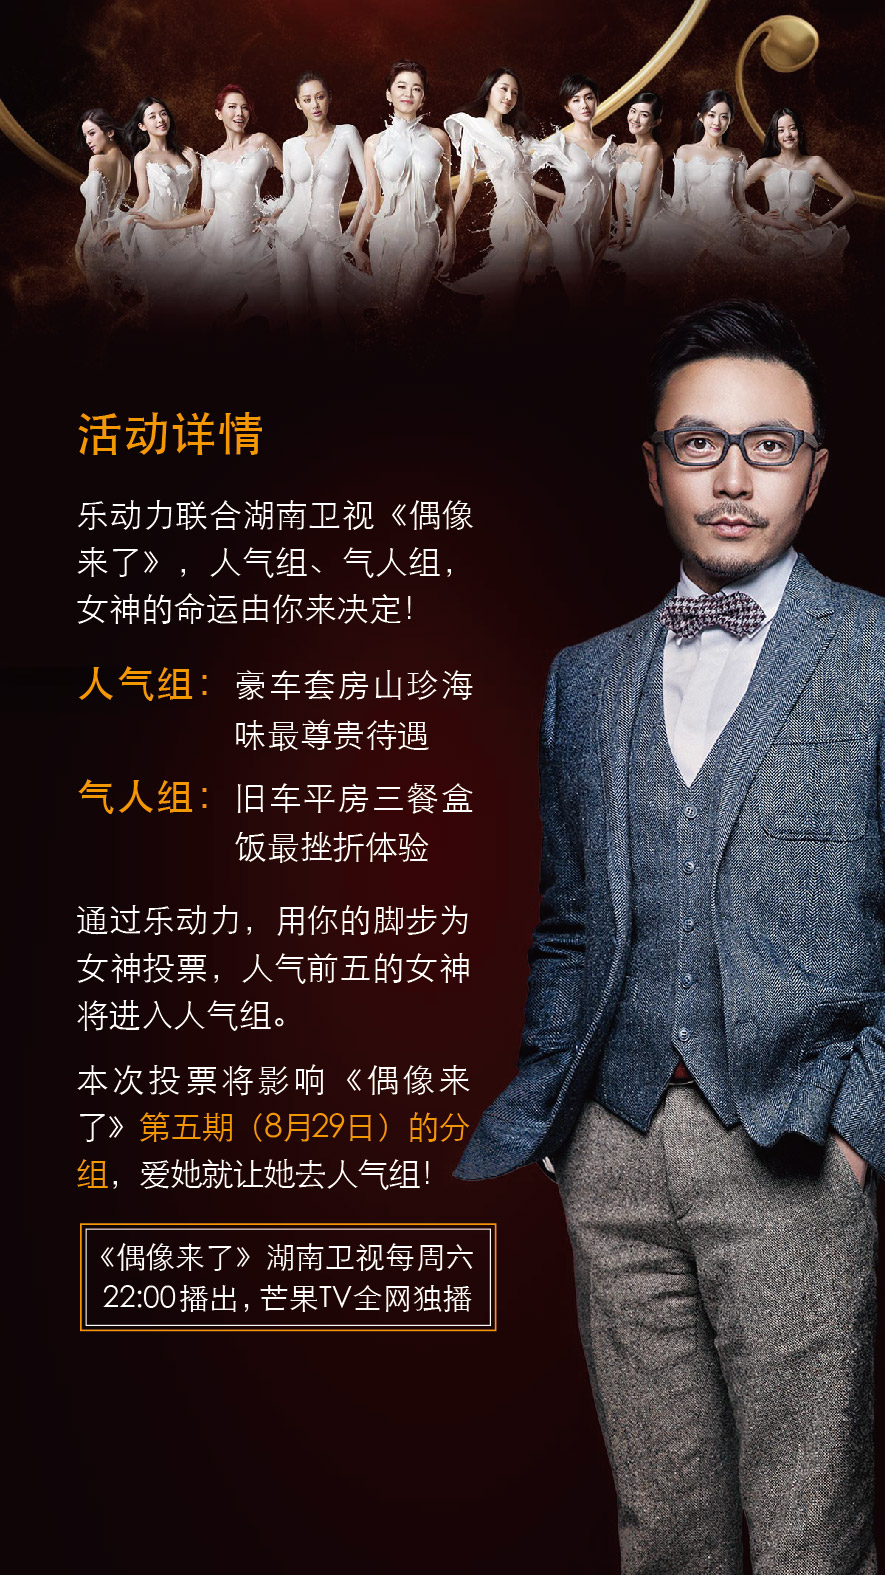 活动详情
乐动力联合湖南卫视《偶像
来了》，人气组、气人组，
女神的命运由你来决定！
人气组：豪车套房山珍海
味最尊贵待遇
气人组：旧车平房三餐盒
饭最挫折体验
通过乐动力，用你的脚步为
女神投票，人气前五的女神
将进入人气组。
本次投票将影响《偶像来
了》第五期（8月29日）的分
组，爱她就让她去人气组！
《偶像来了》湖南卫视每周六
22:00播出，芒果TV全网独播